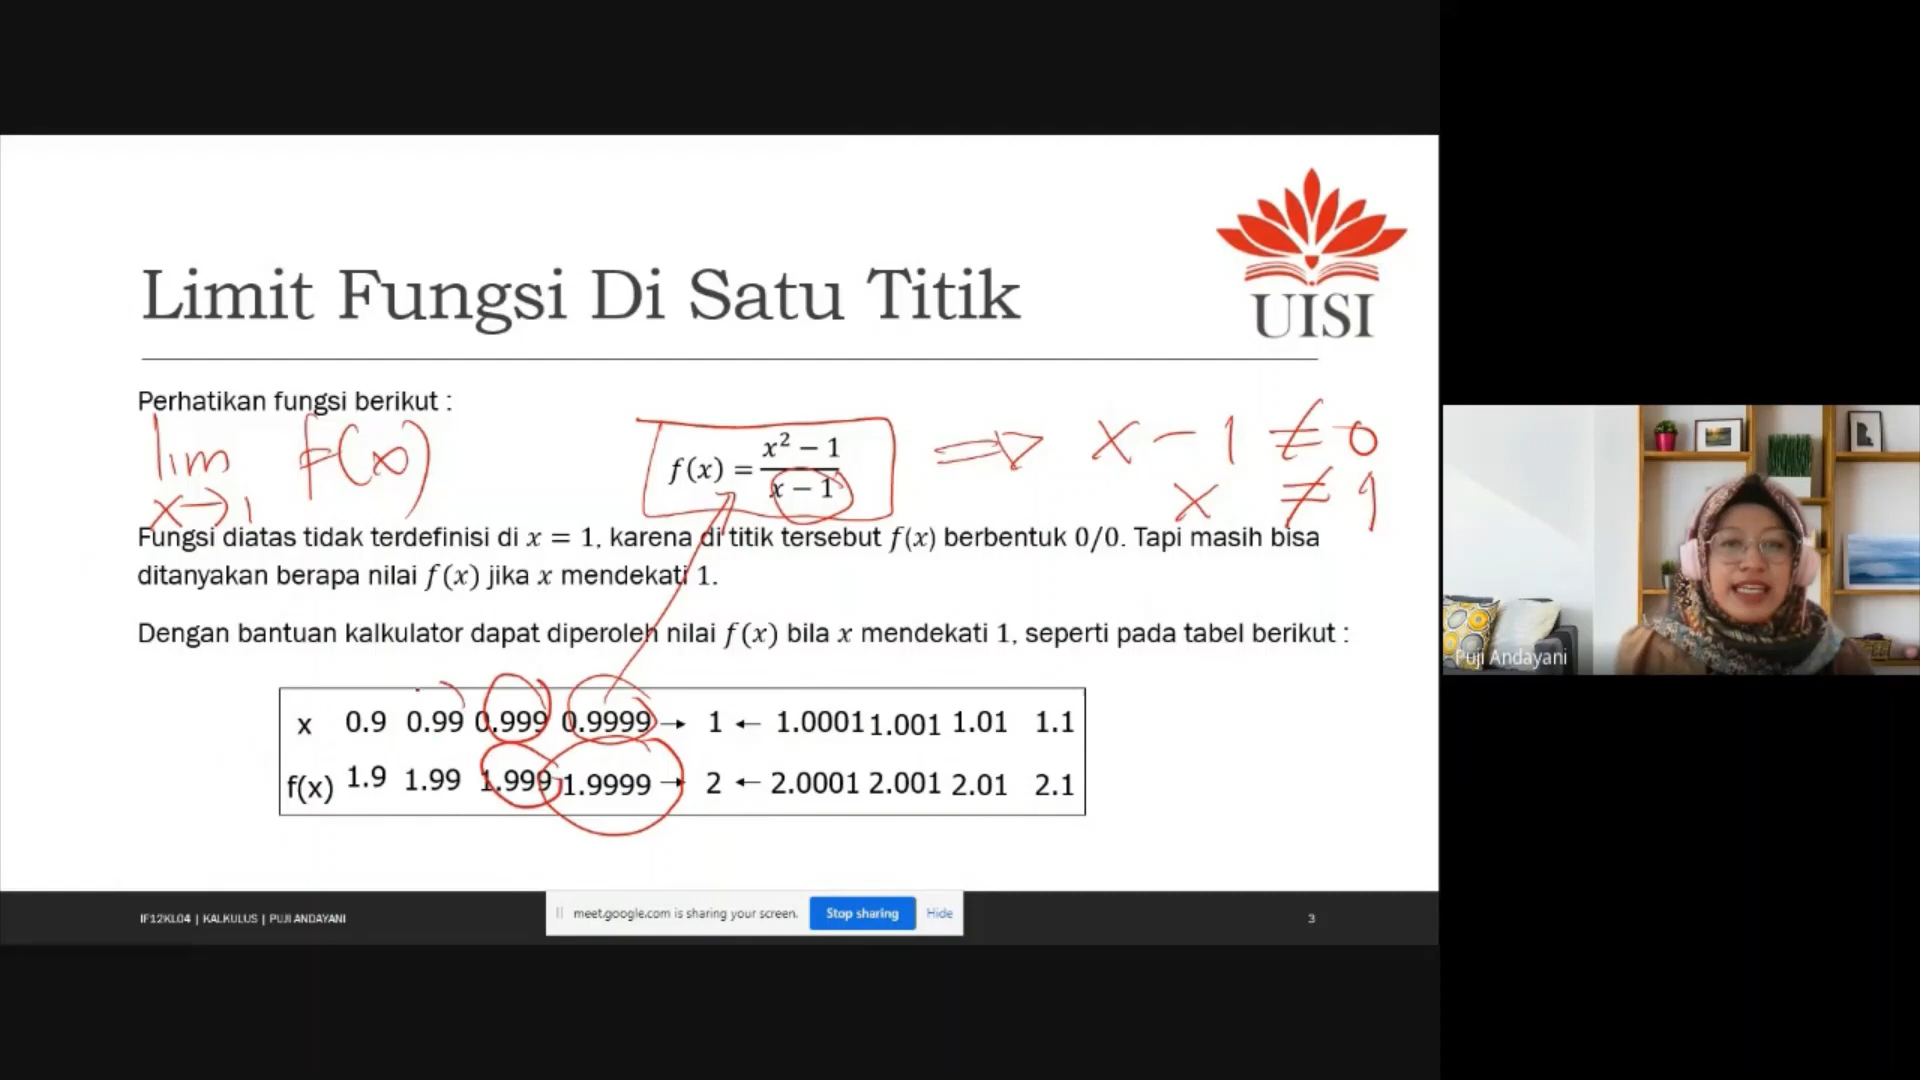 UISI
Limit Fungsi Di Satu Titik
Perhatikan fungsi berikut :
lim f(x)
x→1
f(x) = (x² − 1)/(x − 1) ⇒ x − 1 ≠ 0
x ≠ 1
Fungsi diatas tidak terdefinisi di x = 1, karena di titik tersebut f(x) berbentuk 0/0. Tapi masih bisa
ditanyakan berapa nilai f(x) jika x mendekati 1.
Dengan bantuan kalkulator dapat diperoleh nilai f(x) bila x mendekati 1, seperti pada tabel berikut :
x 0.9 0.99 0.999 0.9999 → 1 ← 1.0001 1.001 1.01 1.1
f(x) 1.9 1.99 1.999 1.9999 → 2 ← 2.0001 2.001 2.01 2.1
IF12KL04 | KALKULUS | PUJI ANDAYANI
meet.google.com is sharing your screen. Stop sharing Hide
3
Puji Andayani